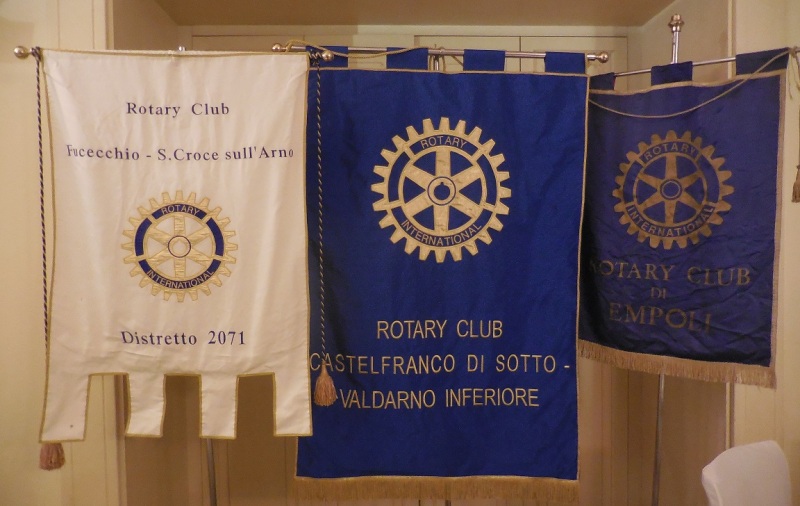 Rotary Club
Fucecchio - S.Croce sull'Arno
ROTARY
INTERNATIONAL
Distretto 2071
ROTARY
INTERNATIONAL
ROTARY CLUB
CASTELFRANCO DI SOTTO -
VALDARNO INFERIORE
ROTARY
INTERNATIONAL
ROTARY CLUB
DI
EMPOLI